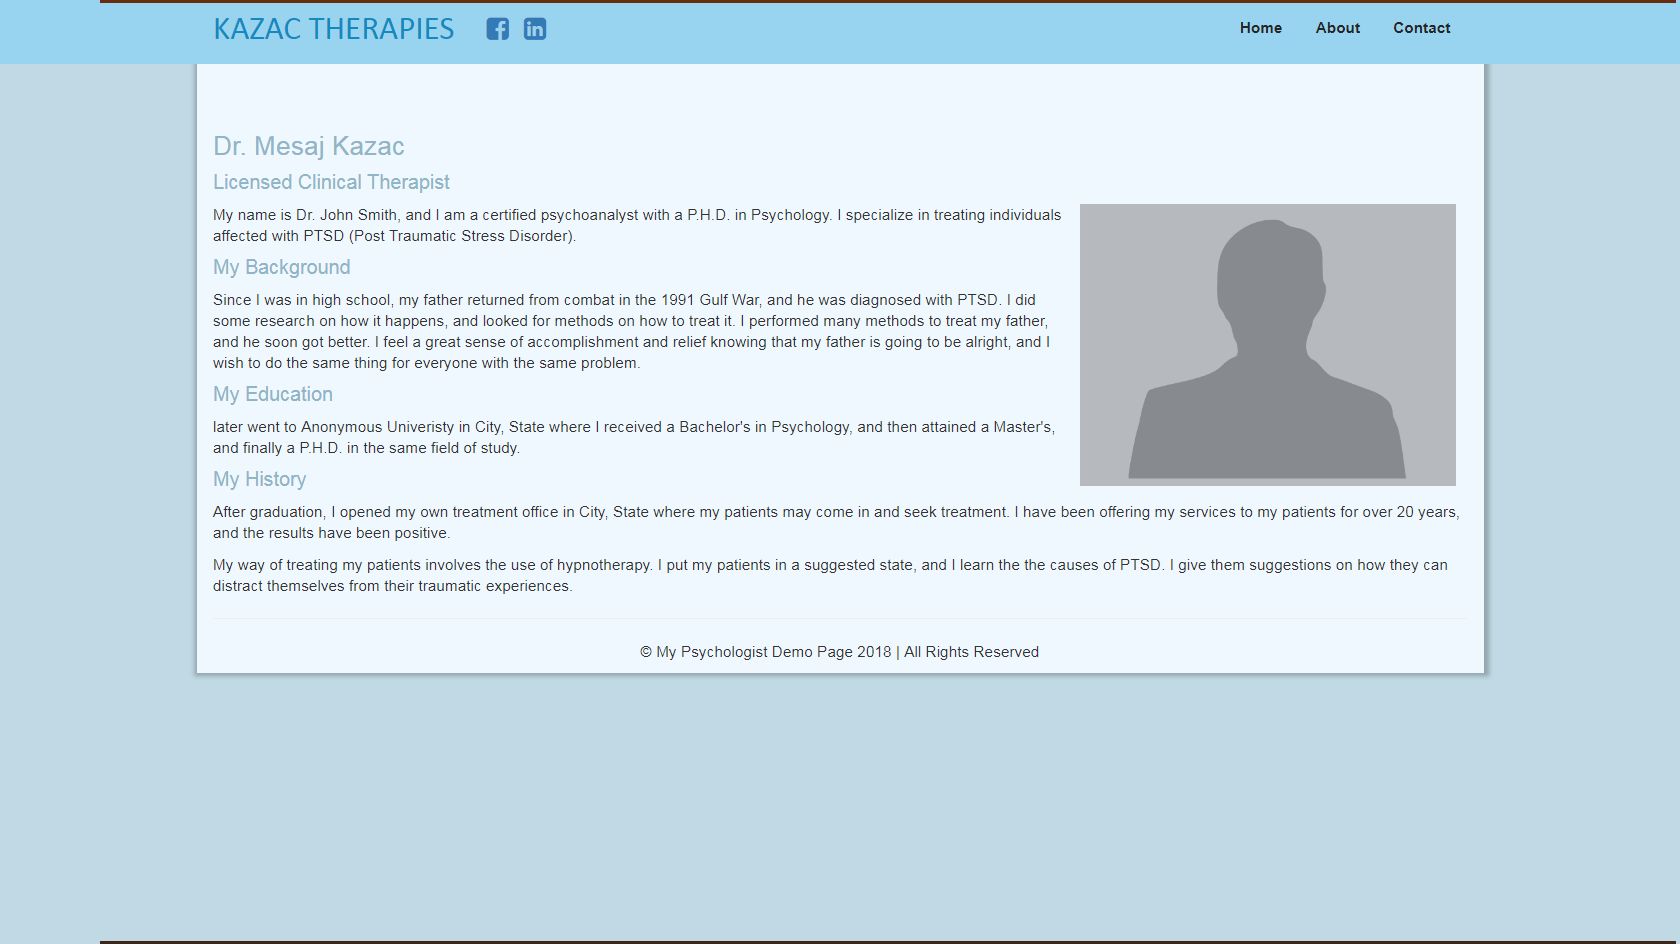 KAZAC THERAPIES
Home About Contact
Dr. Mesaj Kazac
Licensed Clinical Therapist
My name is Dr. John Smith, and I am a certified psychoanalyst with a P.H.D. in Psychology. I specialize in treating individuals
affected with PTSD (Post Traumatic Stress Disorder).
My Background
Since I was in high school, my father returned from combat in the 1991 Gulf War, and he was diagnosed with PTSD. I did
some research on how it happens, and looked for methods on how to treat it. I performed many methods to treat my father,
and he soon got better. I feel a great sense of accomplishment and relief knowing that my father is going to be alright, and I
wish to do the same thing for everyone with the same problem.
My Education
later went to Anonymous Univeristy in City, State where I received a Bachelor's in Psychology, and then attained a Master's,
and finally a P.H.D. in the same field of study.
My History
After graduation, I opened my own treatment office in City, State where my patients may come in and seek treatment. I have been offering my services to my patients for over 20 years,
and the results have been positive.
My way of treating my patients involves the use of hypnotherapy. I put my patients in a suggested state, and I learn the the causes of PTSD. I give them suggestions on how they can
distract themselves from their traumatic experiences.
© My Psychologist Demo Page 2018 | All Rights Reserved